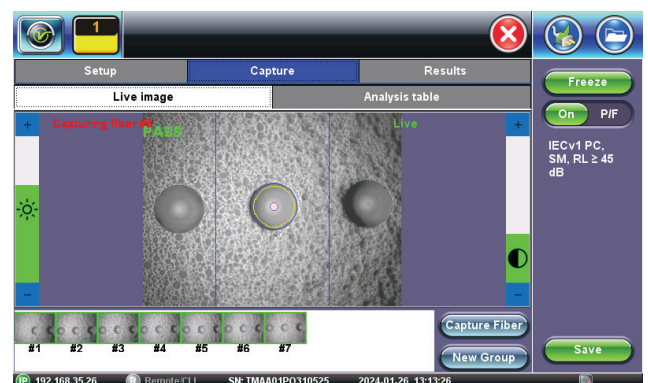 1
Setup
Capture
Results
Live image
Analysis table
Freeze
On P/F
IECv1 PC,
SM, RL ≥ 45
dB
Capturing fiber
PASS
Live
+
+
-
-
#1 #2 #3 #4 #5 #6 #7
Capture Fiber
New Group
Save
IP 192.168.35.26 R Remote/CLI SN: TMAA01PO310525 2024-01-26 13:13:26